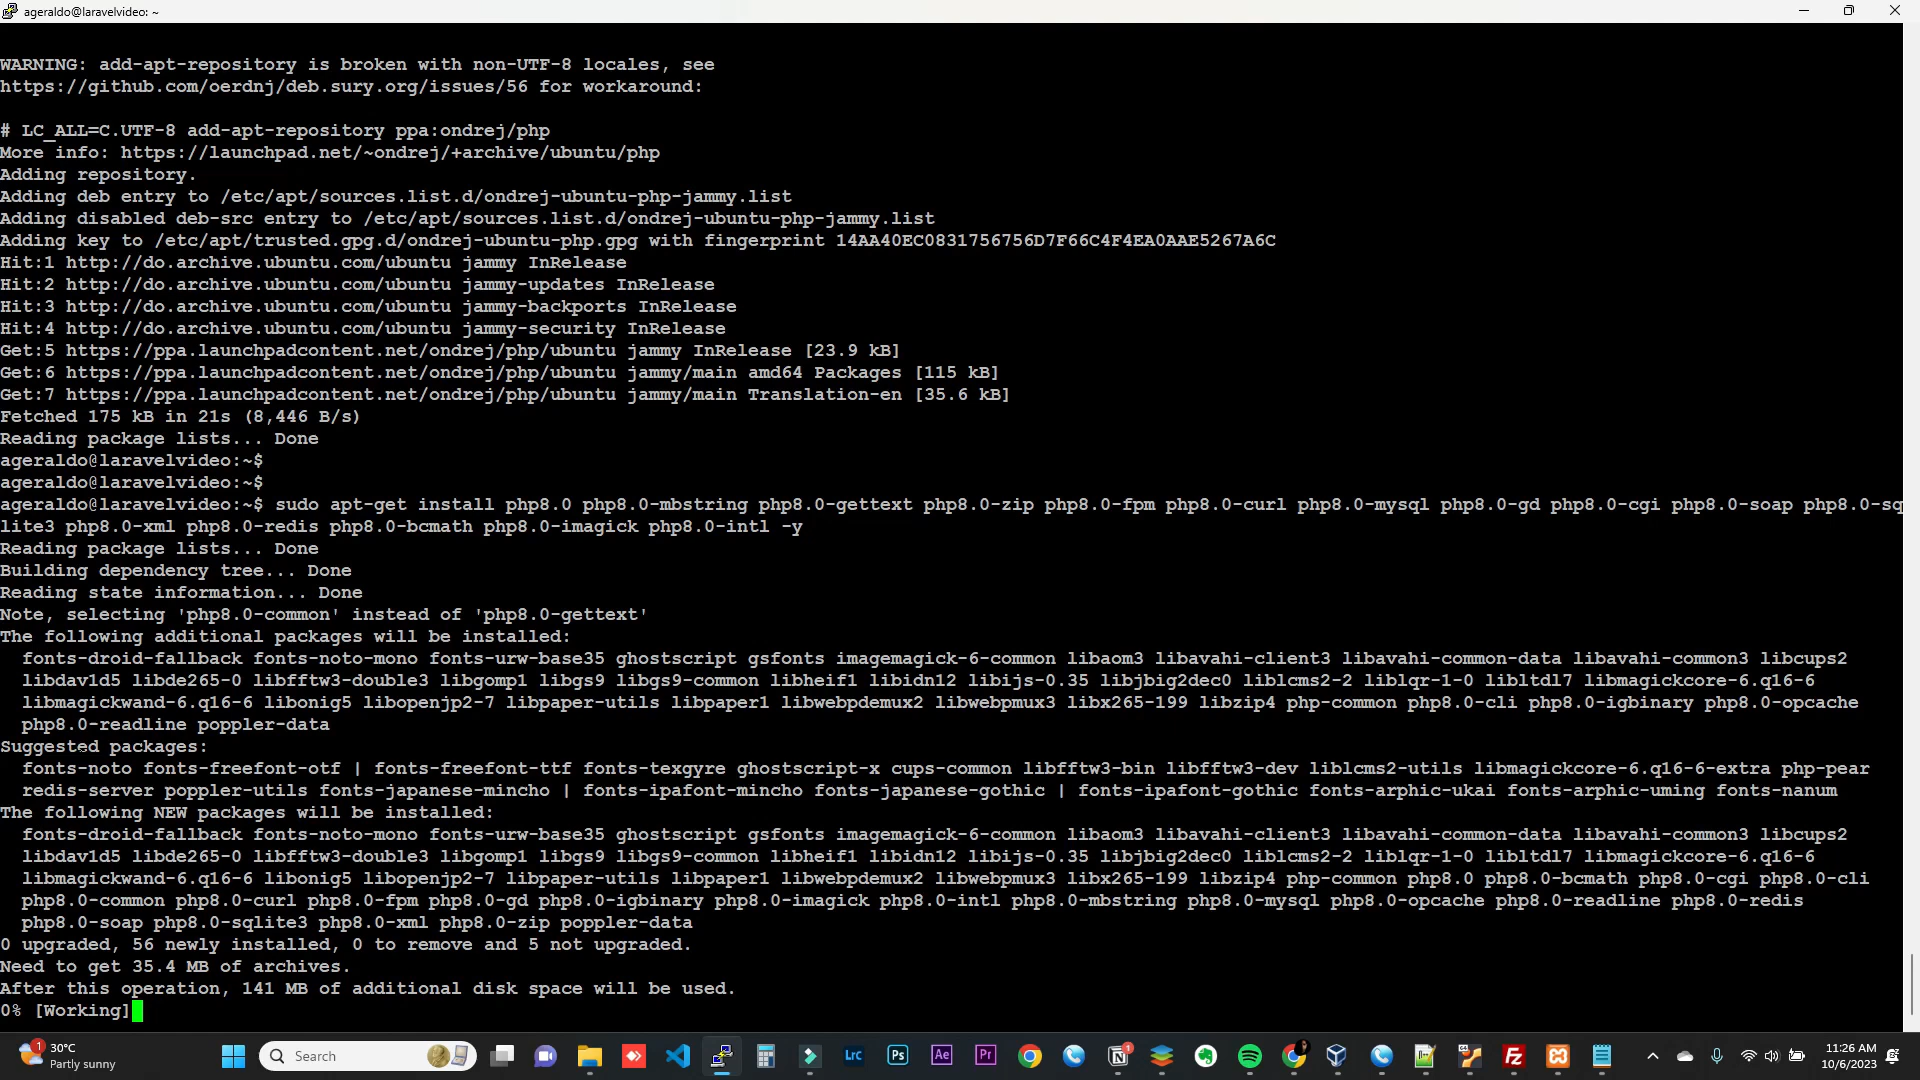 ageraldo@laravelvideo: ~
WARNING: add-apt-repository is broken with non-UTF-8 locales, see
https://github.com/oerdnj/deb.sury.org/issues/56 for workaround:
# LC_ALL=C.UTF-8 add-apt-repository ppa:ondrej/php
More info: https://launchpad.net/~ondrej/+archive/ubuntu/php
Adding repository.
Adding deb entry to /etc/apt/sources.list.d/ondrej-ubuntu-php-jammy.list
Adding disabled deb-src entry to /etc/apt/sources.list.d/ondrej-ubuntu-php-jammy.list
Adding key to /etc/apt/trusted.gpg.d/ondrej-ubuntu-php.gpg with fingerprint 14AA40EC0831756756D7F66C4F4EA0AAE5267A6C
Hit:1 http://do.archive.ubuntu.com/ubuntu jammy InRelease
Hit:2 http://do.archive.ubuntu.com/ubuntu jammy-updates InRelease
Hit:3 http://do.archive.ubuntu.com/ubuntu jammy-backports InRelease
Hit:4 http://do.archive.ubuntu.com/ubuntu jammy-security InRelease
Get:5 https://ppa.launchpadcontent.net/ondrej/php/ubuntu jammy InRelease [23.9 kB]
Get:6 https://ppa.launchpadcontent.net/ondrej/php/ubuntu jammy/main amd64 Packages [115 kB]
Get:7 https://ppa.launchpadcontent.net/ondrej/php/ubuntu jammy/main Translation-en [35.6 kB]
Fetched 175 kB in 21s (8,446 B/s)
Reading package lists... Done
ageraldo@laravelvideo:~$
ageraldo@laravelvideo:~$
ageraldo@laravelvideo:~$ sudo apt-get install php8.0 php8.0-mbstring php8.0-gettext php8.0-zip php8.0-fpm php8.0-curl php8.0-mysql php8.0-gd php8.0-cgi php8.0-soap php8.0-sq
lite3 php8.0-xml php8.0-redis php8.0-bcmath php8.0-imagick php8.0-intl -y
Reading package lists... Done
Building dependency tree... Done
Reading state information... Done
Note, selecting 'php8.0-common' instead of 'php8.0-gettext'
The following additional packages will be installed:
fonts-droid-fallback fonts-noto-mono fonts-urw-base35 ghostscript gsfonts imagemagick-6-common libaom3 libavahi-client3 libavahi-common-data libavahi-common3 libcups2
libdav1d5 libde265-0 libfftw3-double3 libgomp1 libgs9 libgs9-common libheif1 libidn12 libijs-0.35 libjbig2dec0 liblcms2-2 liblqr-1-0 libltdl7 libmagickcore-6.q16-6
libmagickwand-6.q16-6 libonig5 libopenjp2-7 libpaper-utils libpaper1 libwebpdemux2 libwebpmux3 libx265-199 libzip4 php-common php8.0-cli php8.0-igbinary php8.0-opcache
php8.0-readline poppler-data
Suggested packages:
fonts-noto fonts-freefont-otf | fonts-freefont-ttf fonts-texgyre ghostscript-x cups-common libfftw3-bin libfftw3-dev liblcms2-utils libmagickcore-6.q16-6-extra php-pear
redis-server poppler-utils fonts-japanese-mincho | fonts-ipafont-mincho fonts-japanese-gothic | fonts-ipafont-gothic fonts-arphic-ukai fonts-arphic-uming fonts-nanum
The following NEW packages will be installed:
fonts-droid-fallback fonts-noto-mono fonts-urw-base35 ghostscript gsfonts imagemagick-6-common libaom3 libavahi-client3 libavahi-common-data libavahi-common3 libcups2
libdav1d5 libde265-0 libfftw3-double3 libgomp1 libgs9 libgs9-common libheif1 libidn12 libijs-0.35 libjbig2dec0 liblcms2-2 liblqr-1-0 libltdl7 libmagickcore-6.q16-6
libmagickwand-6.q16-6 libonig5 libopenjp2-7 libpaper-utils libpaper1 libwebpdemux2 libwebpmux3 libx265-199 libzip4 php-common php8.0 php8.0-bcmath php8.0-cgi php8.0-cli
php8.0-common php8.0-curl php8.0-fpm php8.0-gd php8.0-igbinary php8.0-imagick php8.0-intl php8.0-mbstring php8.0-mysql php8.0-opcache php8.0-readline php8.0-redis
php8.0-soap php8.0-sqlite3 php8.0-xml php8.0-zip poppler-data
0 upgraded, 56 newly installed, 0 to remove and 5 not upgraded.
Need to get 35.4 MB of archives.
After this operation, 141 MB of additional disk space will be used.
0% [Working]
1 30°C
Partly sunny
Search
Lrc Ps Ae Pr 1 Fz
11:26 AM
10/6/2023